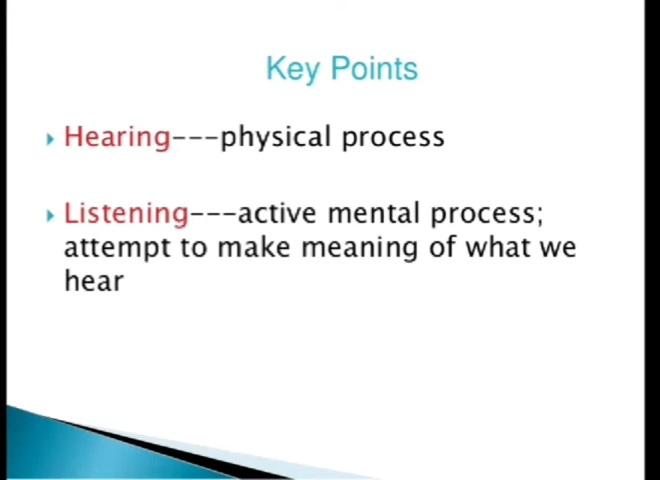 Key Points
Hearing---physical process
Listening---active mental process;
attempt to make meaning of what we
hear